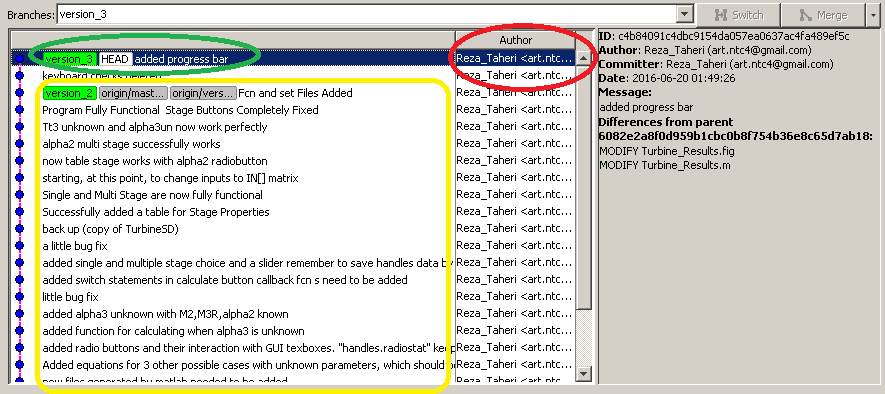 Branches: version_3
Switch
Merge
Author
version_3 HEAD added progress bar Reza_Taheri <art.ntc...
keyboard checks deleted Reza_Taheri <art.ntc...
version_2 origin/mast... origin/vers... Fcn and set Files Added Reza_Taheri <art.ntc...
Program Fully Functional Stage Buttons Completely Fixed Reza_Taheri <art.ntc...
Tt3 unknown and alpha3un now work perfectly Reza_Taheri <art.ntc...
alpha2 multi stage successfully works Reza_Taheri <art.ntc...
now table stage works with alpha2 radiobutton Reza_Taheri <art.ntc...
starting, at this point, to change inputs to IN[] matrix Reza_Taheri <art.ntc...
Single and Multi Stage are now fully functional Reza_Taheri <art.ntc...
Successfully added a table for Stage Properties Reza_Taheri <art.ntc...
back up (copy of TurbineSD) Reza_Taheri <art.ntc...
a little bug fix Reza_Taheri <art.ntc...
added single and multiple stage choice and a slider remember to save handles data by Reza_Taheri <art.ntc...
added switch statements in calculate button callback fcn s need to be added Reza_Taheri <art.ntc...
little bug fix Reza_Taheri <art.ntc...
added alpha3 unknown with M2,M3R,alpha2 known Reza_Taheri <art.ntc...
added function for calculating when alpha3 is unknown Reza_Taheri <art.ntc...
added radio buttons and their interaction with GUI texboxes. "handles.radiostat" keep Reza_Taheri <art.ntc...
Added equations for 3 other possible cases with unknown parameters, which should Reza_Taheri <art.ntc...
new files generated by matlab needed to be added Reza_Taheri <art.ntc...
ID: c4b84091c4dbc9154da057ea0637ac4fa489ef5c
Author: Reza_Taheri (art.ntc4@gmail.com)
Committer: Reza_Taheri (art.ntc4@gmail.com)
Date: 2016-06-20 01:49:26
Message:
added progress bar
Differences from parent
6082e2a8f0d959b1cbc0b8f754b36e8c65d7ab18:
MODIFY Turbine_Results.fig
MODIFY Turbine_Results.m